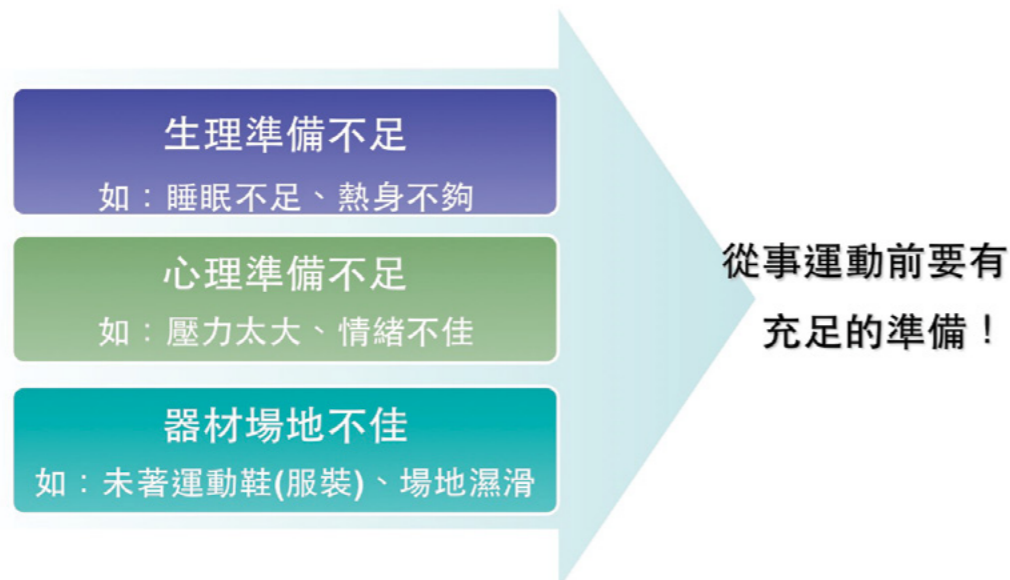 生理準備不足
如：睡眠不足、熱身不夠
心理準備不足
如：壓力太大、情緒不佳
器材場地不佳
如：未著運動鞋(服裝)、場地濕滑
從事運動前要有
充足的準備！